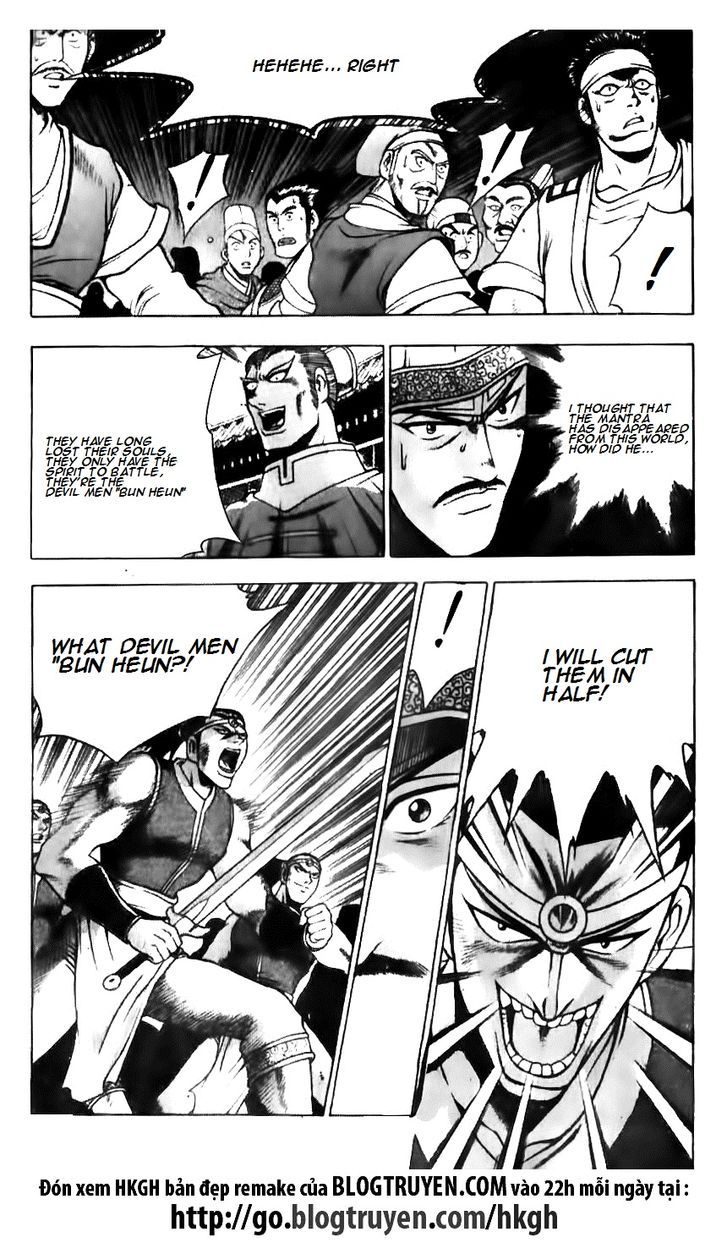 HEHEHE... RIGHT
!
!
!
THEY HAVE LONG
LOST THEIR SOULS,
THEY ONLY HAVE THE
SPIRIT TO BATTLE,
THEY'RE THE
DEVIL MEN "BUN HEUN"
I THOUGHT THAT
THE MANTRA
HAS DISAPPEARED
FROM THIS WORLD,
HOW DID HE...
WHAT DEVIL MEN
"BUN HEUN?!
!
I WILL CUT
THEM IN
HALF!
Đón xem HKGH bản đẹp remake của BLOGTRUYEN.COM vào 22h mỗi ngày tại :
http://go.blogtruyen.com/hkgh